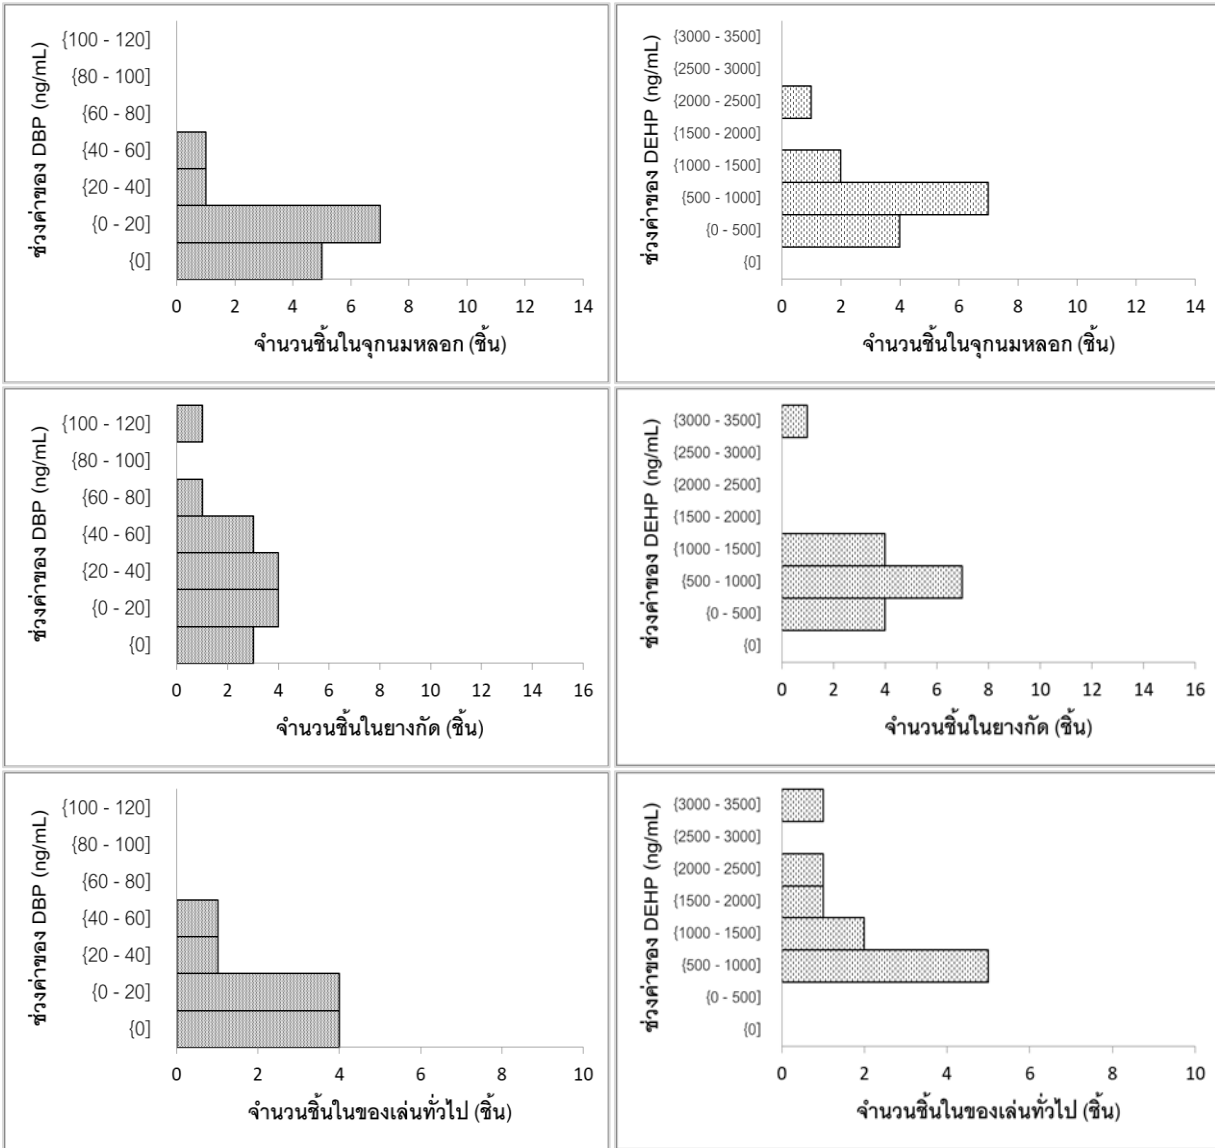 ช่วงค่าของ DBP (ng/mL)
{100 - 120]
{80 - 100]
{60 - 80]
{40 - 60]
{20 - 40]
{0 - 20]
{0]
0 2 4 6 8 10 12 14
จำนวนชิ้นในจุกนมหลอก (ชิ้น)
ช่วงค่าของ DEHP (ng/mL)
{3000 - 3500]
{2500 - 3000]
{2000 - 2500]
{1500 - 2000]
{1000 - 1500]
{500 - 1000]
{0 - 500]
{0]
0 2 4 6 8 10 12 14
จำนวนชิ้นในจุกนมหลอก (ชิ้น)
ช่วงค่าของ DBP (ng/mL)
{100 - 120]
{80 - 100]
{60 - 80]
{40 - 60]
{20 - 40]
{0 - 20]
{0]
0 2 4 6 8 10 12 14 16
จำนวนชิ้นในยางกัด (ชิ้น)
ช่วงค่าของ DEHP (ng/mL)
{3000 - 3500]
{2500 - 3000]
{2000 - 2500]
{1500 - 2000]
{1000 - 1500]
{500 - 1000]
{0 - 500]
{0]
0 2 4 6 8 10 12 14 16
จำนวนชิ้นในยางกัด (ชิ้น)
ช่วงค่าของ DBP (ng/mL)
{100 - 120]
{80 - 100]
{60 - 80]
{40 - 60]
{20 - 40]
{0 - 20]
{0]
0 2 4 6 8 10
จำนวนชิ้นในของเล่นทั่วไป (ชิ้น)
ช่วงค่าของ DEHP (ng/mL)
{3000 - 3500]
{2500 - 3000]
{2000 - 2500]
{1500 - 2000]
{1000 - 1500]
{500 - 1000]
{0 - 500]
{0]
0 2 4 6 8 10
จำนวนชิ้นในของเล่นทั่วไป (ชิ้น)